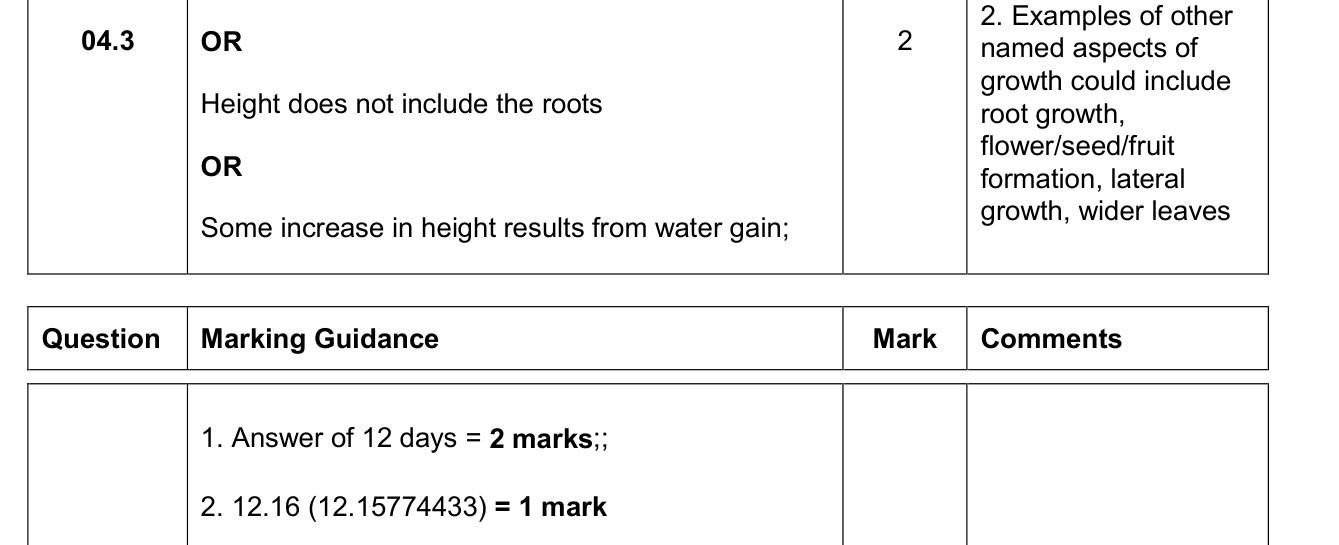 04.3
OR
Height does not include the roots
OR
Some increase in height results from water gain;
2
2. Examples of other
named aspects of
growth could include
root growth,
flower/seed/fruit
formation, lateral
growth, wider leaves
Question Marking Guidance Mark Comments
1. Answer of 12 days = 2 marks;;
2. 12.16 (12.15774433) = 1 mark